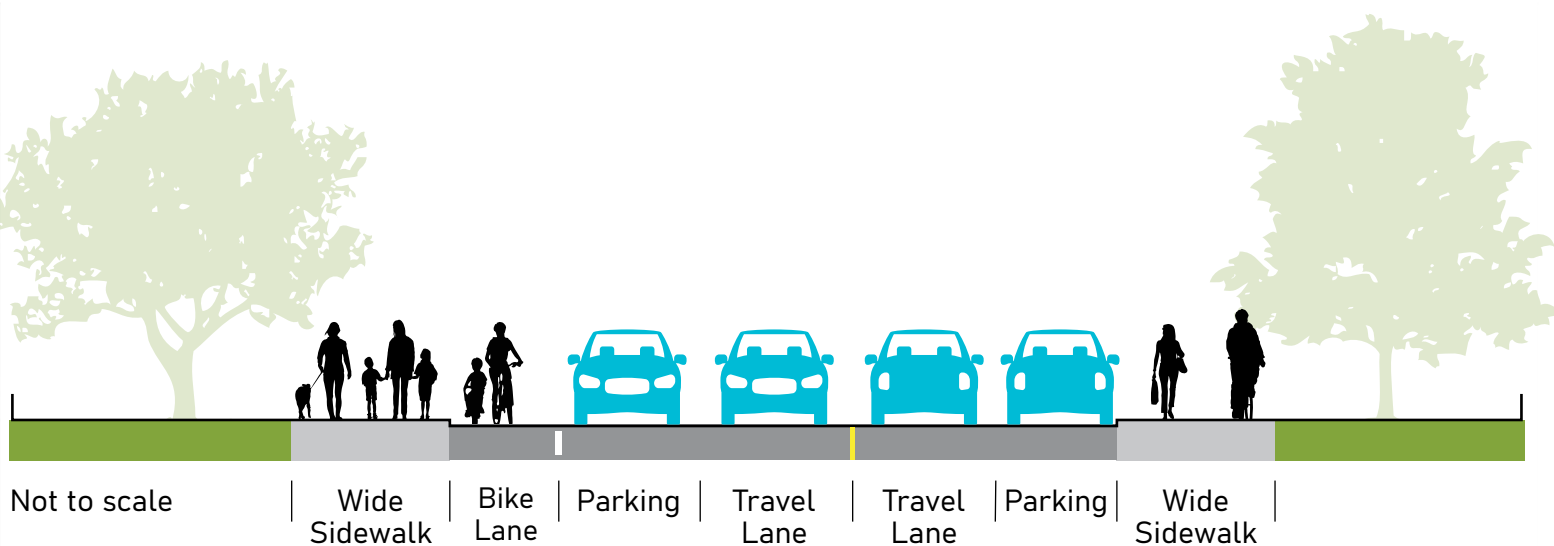 Not to scale
Wide
Sidewalk
Bike
Lane
Parking
Travel
Lane
Travel
Lane
Parking
Wide
Sidewalk